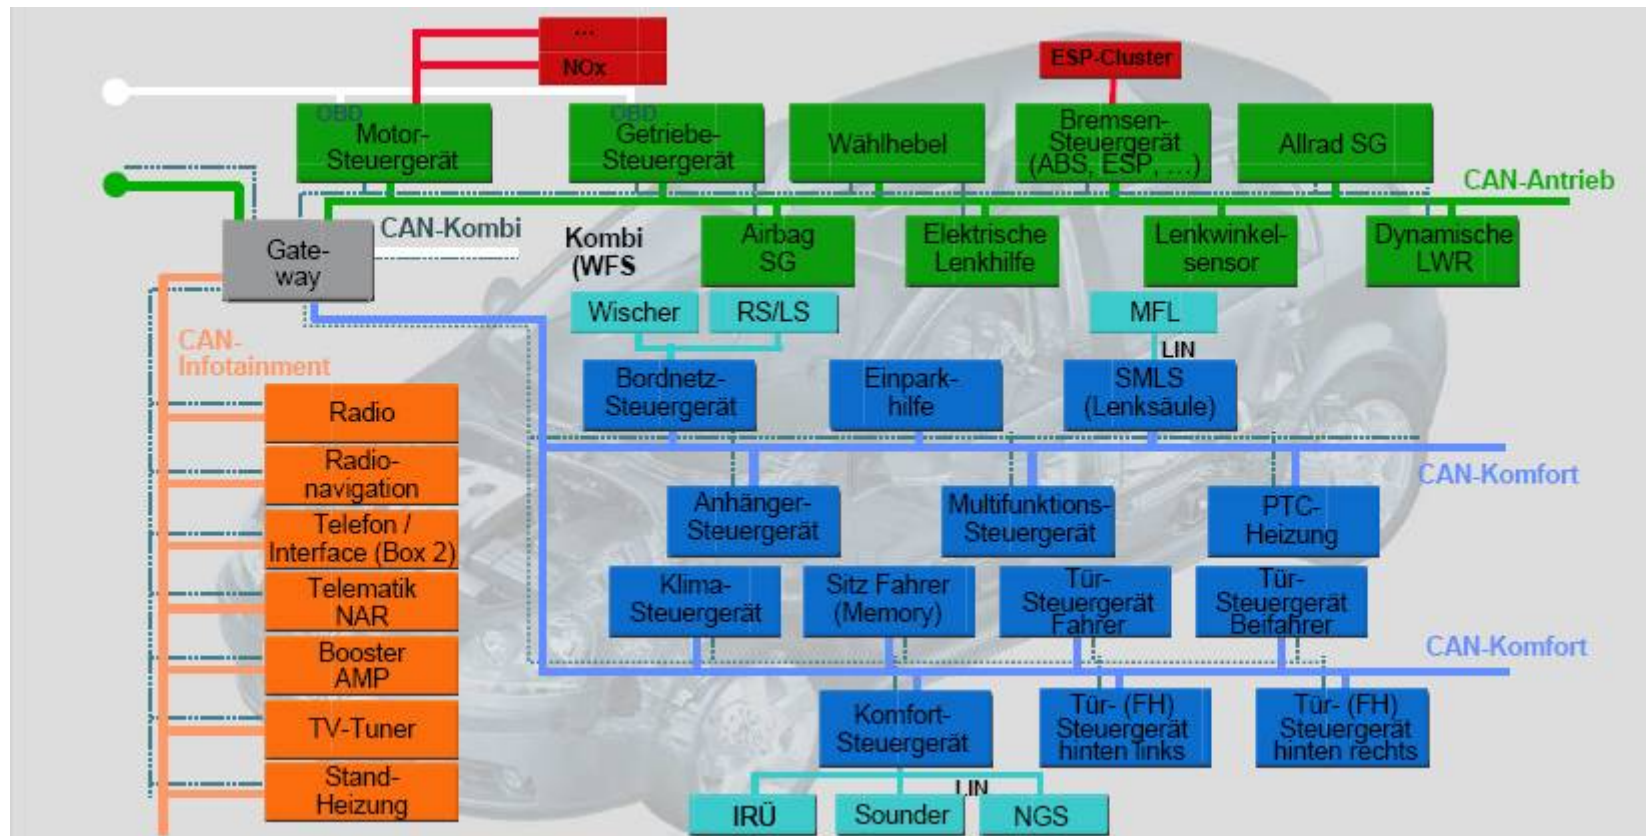 ...
NOx
ESP-Cluster
OBD
OBD
Motor-
Steuergerät
Getriebe-
Steuergerät
Wählhebel
Bremsen-
Steuergerät
(ABS, ESP, ...)
Allrad SG
CAN-Antrieb
CAN-Kombi
Kombi
(WFS
Gate-
way
Airbag
SG
Elektrische
Lenkhilfe
Lenkwinkel-
sensor
Dynamische
LWR
Wischer
RS/LS
MFL
LIN
CAN-
Infotainment
Bordnetz-
Steuergerät
Einpark-
hilfe
SMLS
(Lenksäule)
Radio
Radio-
navigation
CAN-Komfort
Anhänger-
Steuergerät
Multifunktions-
Steuergerät
PTC-
Heizung
Telefon /
Interface (Box 2)
Telematik
NAR
Klima-
Steuergerät
Sitz Fahrer
(Memory)
Tür-
Steuergerät
Fahrer
Tür-
Steuergerät
Beifahrer
CAN-Komfort
Booster
AMP
TV-Tuner
Komfort-
Steuergerät
Tür- (FH)
Steuergerät
hinten links
Tür- (FH)
Steuergerät
hinten rechts
Stand-
Heizung
LIN
IRÜ
Sounder
NGS